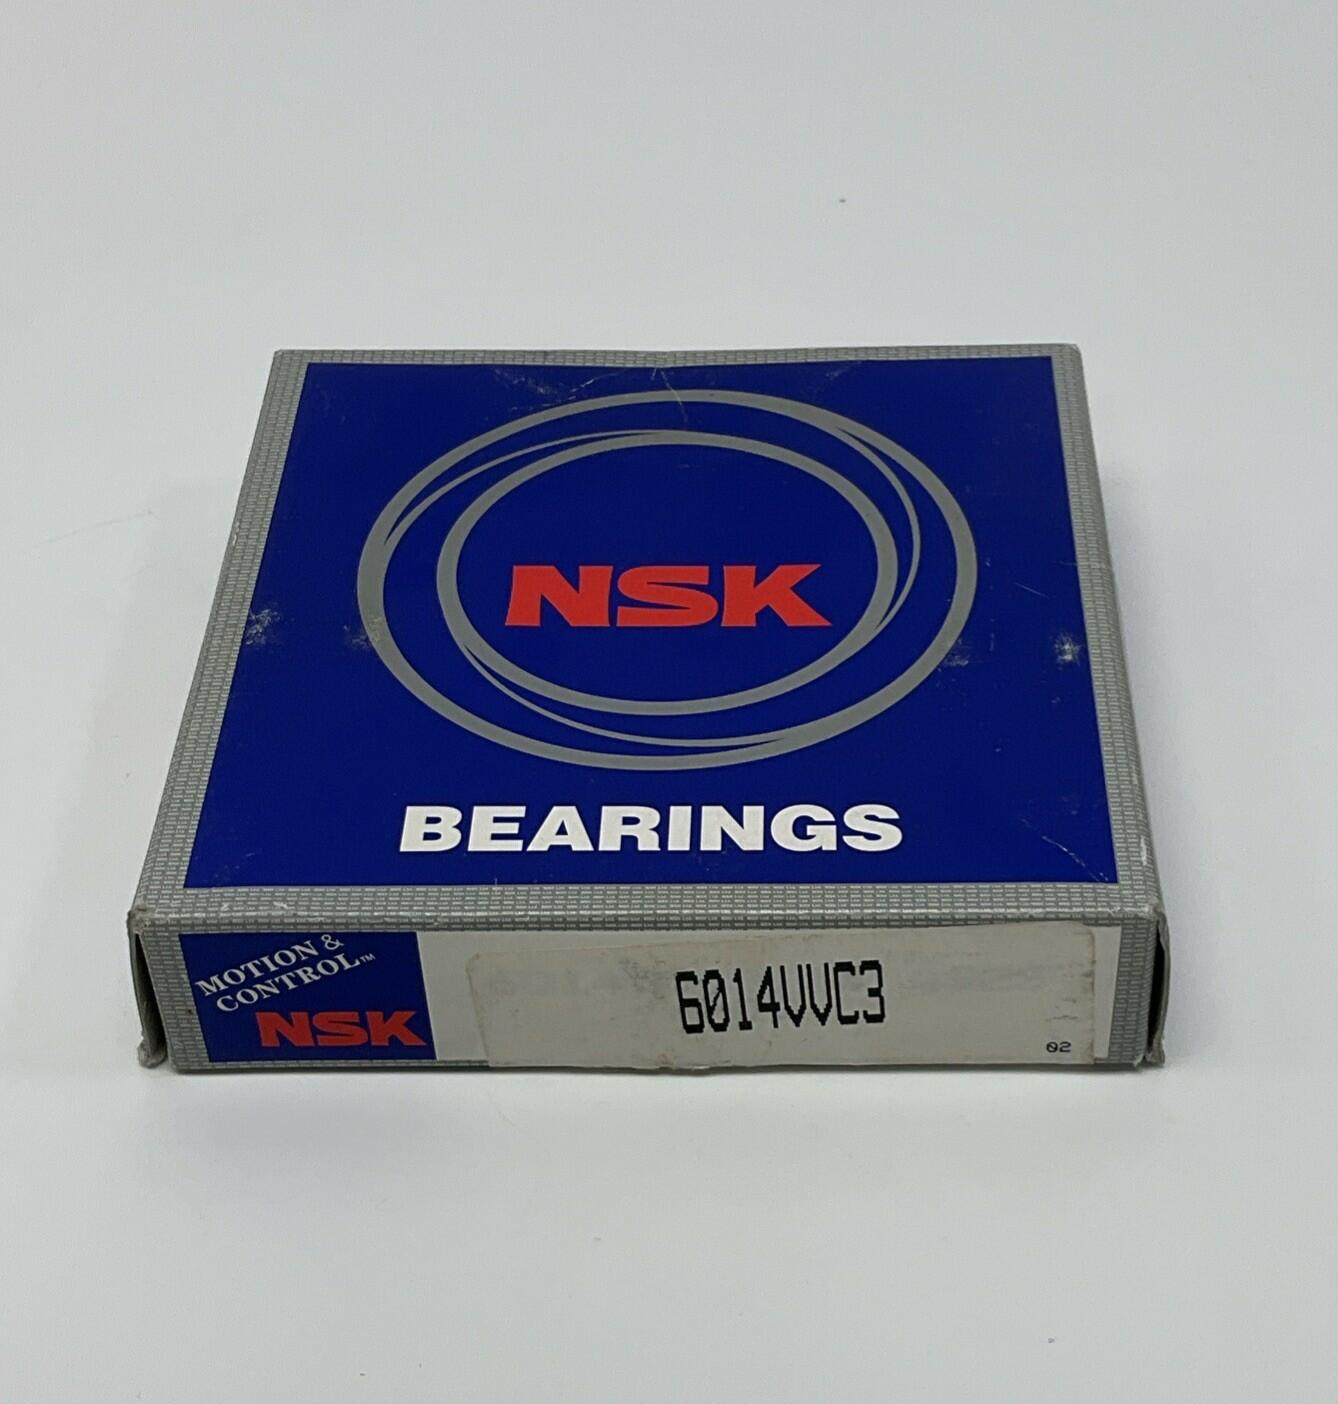 NSK
BEARINGS
MOTION &
CONTROL™
NSK
6014VVC3
02